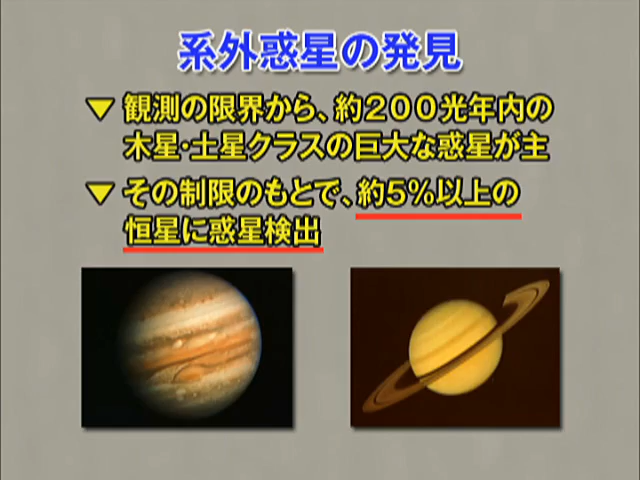 系外惑星の発見
▼ 観測の限界から、約２００光年内の
木星・土星クラスの巨大な惑星が主
▼ その制限のもとで、約5%以上の
恒星に惑星検出